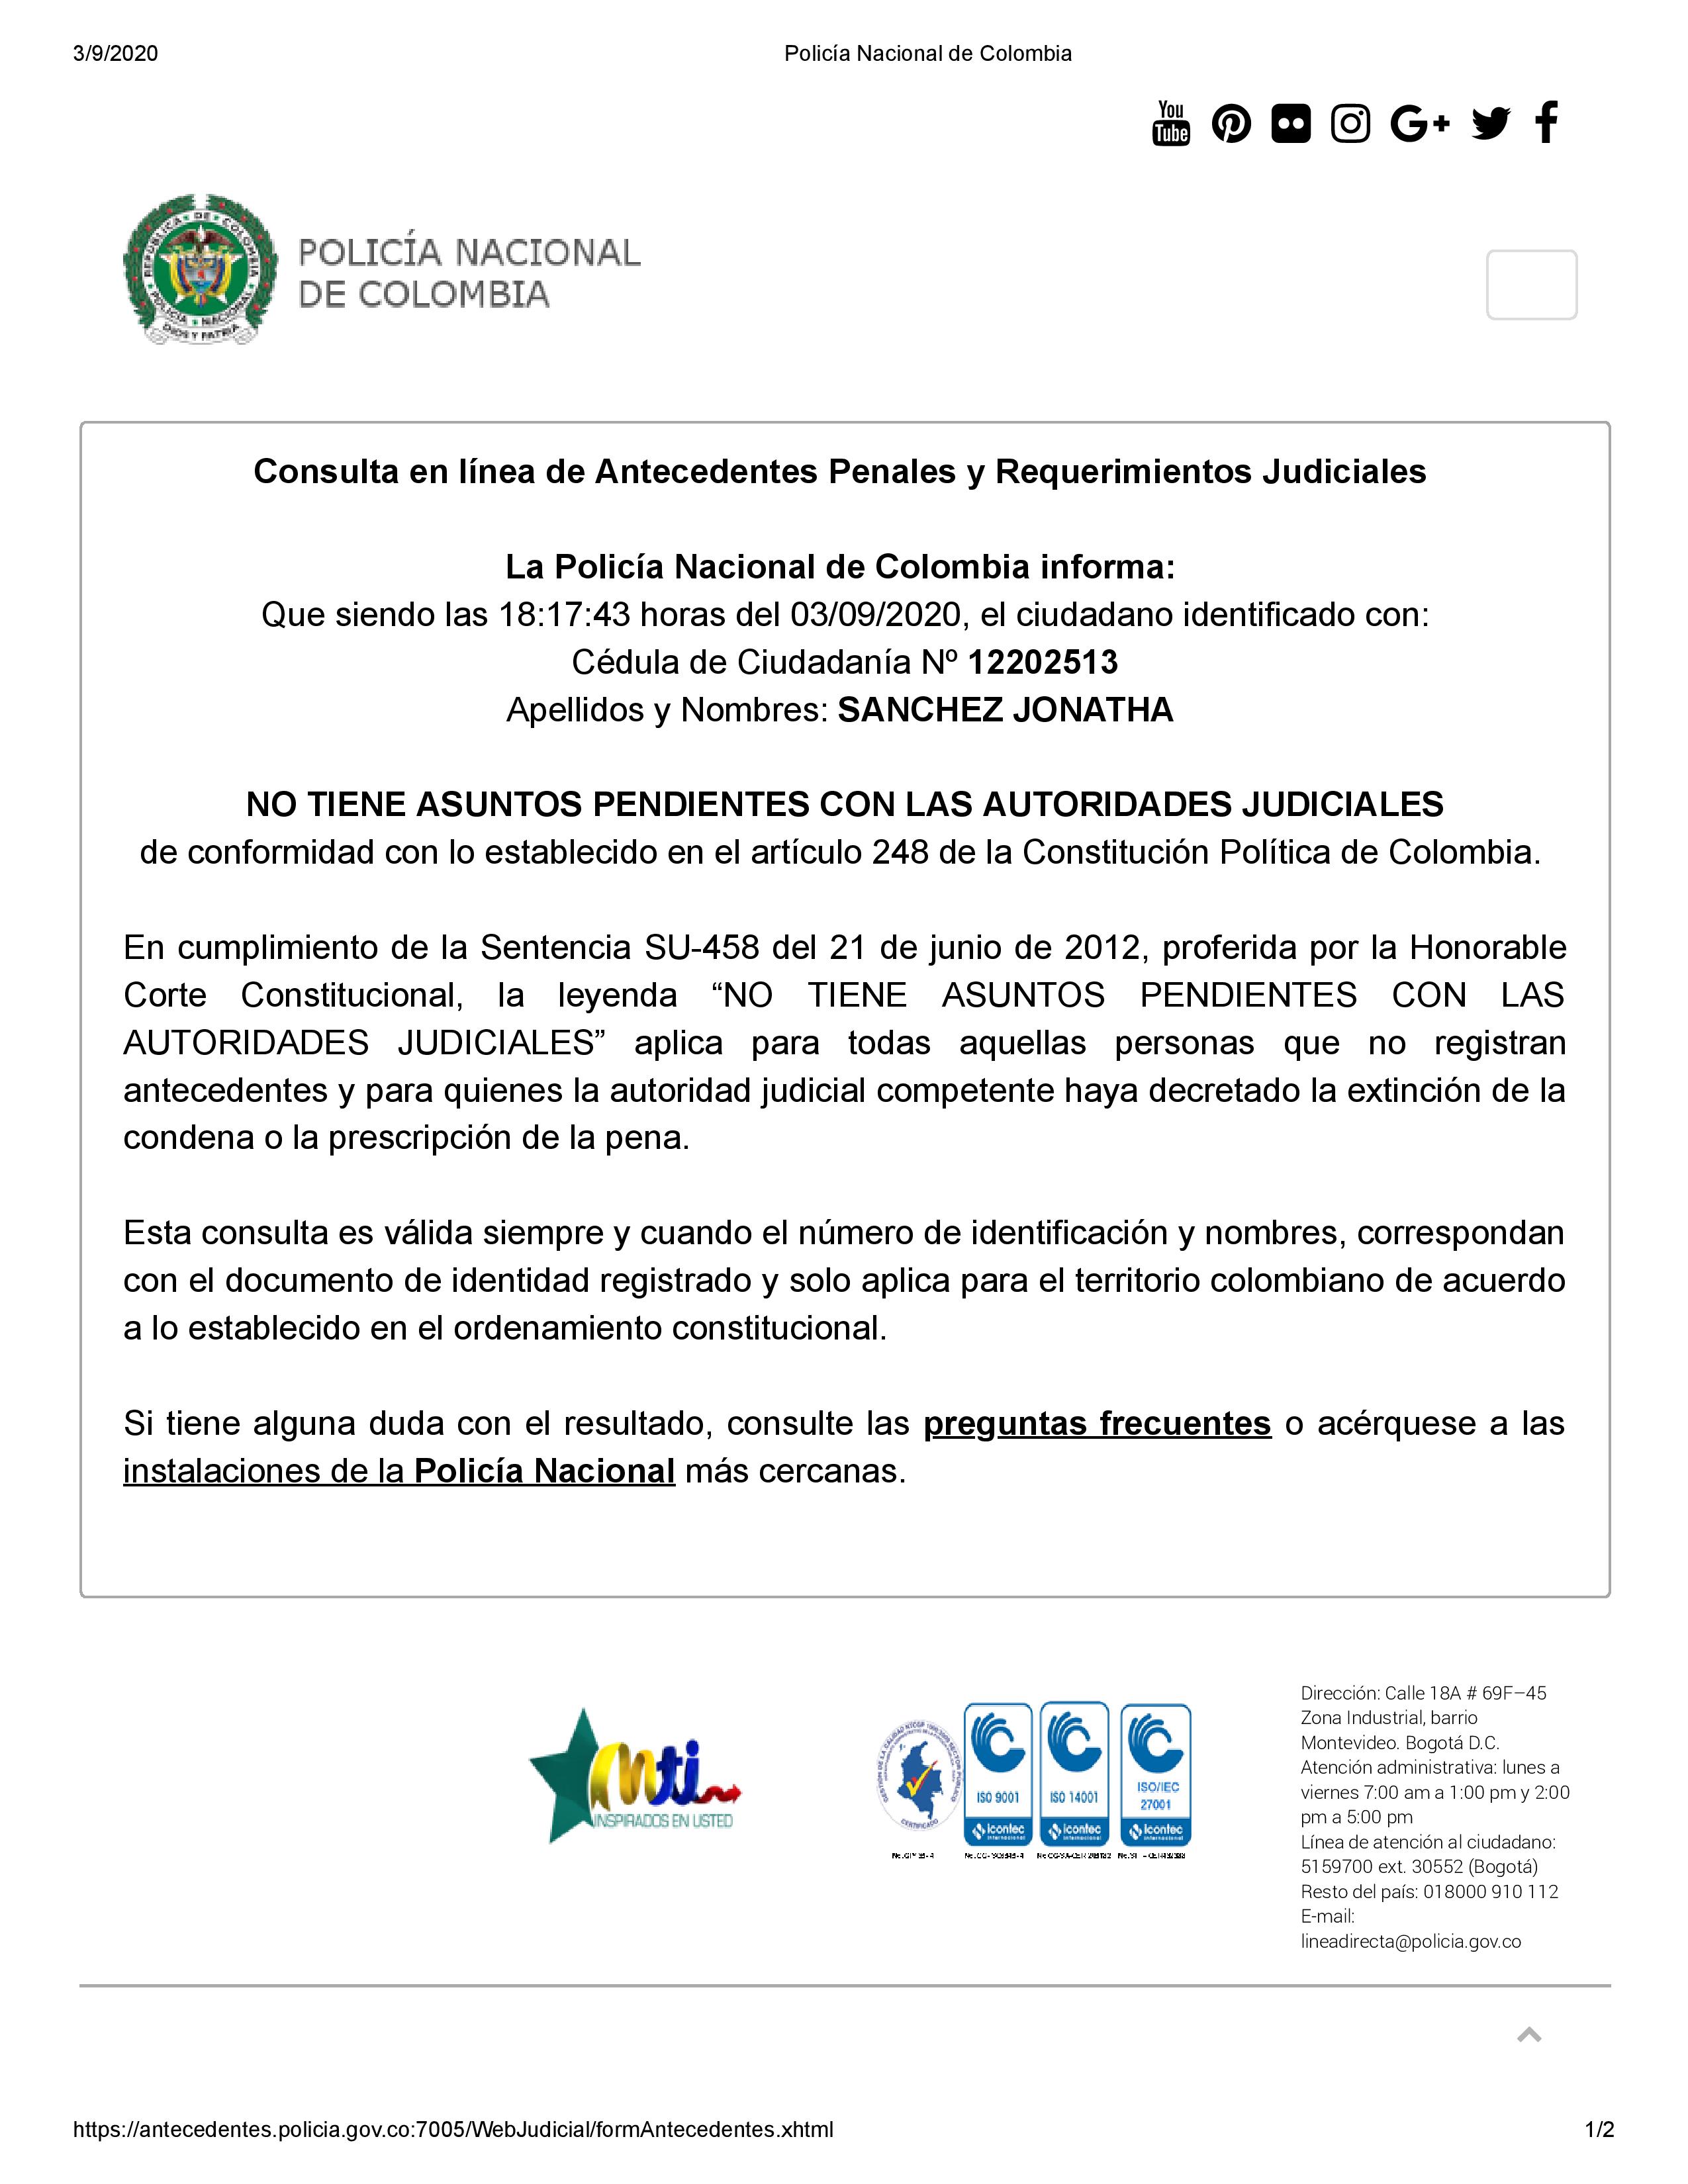 3/9/2020
Policía Nacional de Colombia
You
Tube
POLICÍA NACIONAL
DE COLOMBIA
REPÚBLICA DE COLOMBIA
POLICIA NACIONAL
DIOS Y PATRIA
Consulta en línea de Antecedentes Penales y Requerimientos Judiciales
La Policía Nacional de Colombia informa:
Que siendo las 18:17:43 horas del 03/09/2020, el ciudadano identificado con:
Cédula de Ciudadanía Nº 12202513
Apellidos y Nombres: SANCHEZ JONATHA
NO TIENE ASUNTOS PENDIENTES CON LAS AUTORIDADES JUDICIALES
de conformidad con lo establecido en el artículo 248 de la Constitución Política de Colombia.
En cumplimiento de la Sentencia SU-458 del 21 de junio de 2012, proferida por la Honorable
Corte Constitucional, la leyenda “NO TIENE ASUNTOS PENDIENTES CON LAS
AUTORIDADES JUDICIALES” aplica para todas aquellas personas que no registran
antecedentes y para quienes la autoridad judicial competente haya decretado la extinción de la
condena o la prescripción de la pena.
Esta consulta es válida siempre y cuando el número de identificación y nombres, correspondan
con el documento de identidad registrado y solo aplica para el territorio colombiano de acuerdo
a lo establecido en el ordenamiento constitucional.
Si tiene alguna duda con el resultado, consulte las preguntas frecuentes o acérquese a las
instalaciones de la Policía Nacional más cercanas.
nti
INSPIRADOS EN USTED
CERTIFICADO
ISO 9001
icontec
internacional
ISO 14001
icontec
internacional
ISO/IEC
27001
icontec
internacional
Dirección: Calle 18A # 69F–45
Zona Industrial, barrio
Montevideo. Bogotá D.C.
Atención administrativa: lunes a
viernes 7:00 am a 1:00 pm y 2:00
pm a 5:00 pm
Línea de atención al ciudadano:
5159700 ext. 30552 (Bogotá)
Resto del país: 018000 910 112
E-mail:
lineadirecta@policia.gov.co
https://antecedentes.policia.gov.co:7005/WebJudicial/formAntecedentes.xhtml
1/2